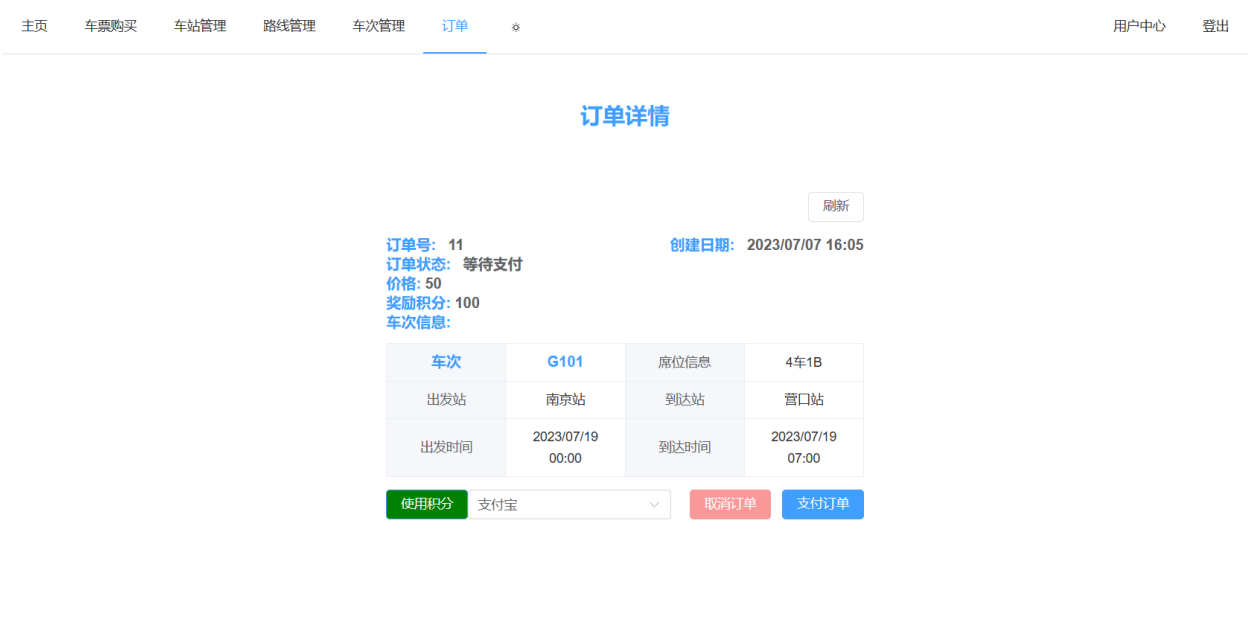 主页 车票购买 车站管理 路线管理 车次管理 订单 用户中心 登出
订单详情
刷新
订单号: 11 创建日期: 2023/07/07 16:05
订单状态: 等待支付
价格: 50
奖励积分: 100
车次信息:
车次 G101 席位信息 4车1B
出发站 南京站 到达站 营口站
出发时间 2023/07/19 00:00 到达时间 2023/07/19 07:00
使用积分 支付宝 取消订单 支付订单